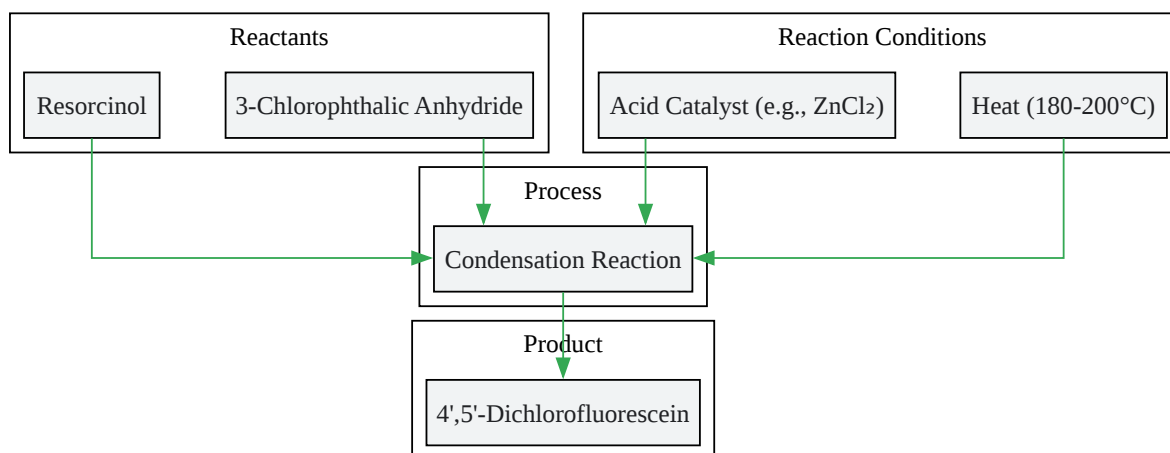 Reactants
Reaction Conditions
Resorcinol
3-Chlorophthalic Anhydride
Acid Catalyst (e.g., ZnCl₂)
Heat (180-200°C)
Process
Condensation Reaction
Product
4',5'-Dichlorofluorescein